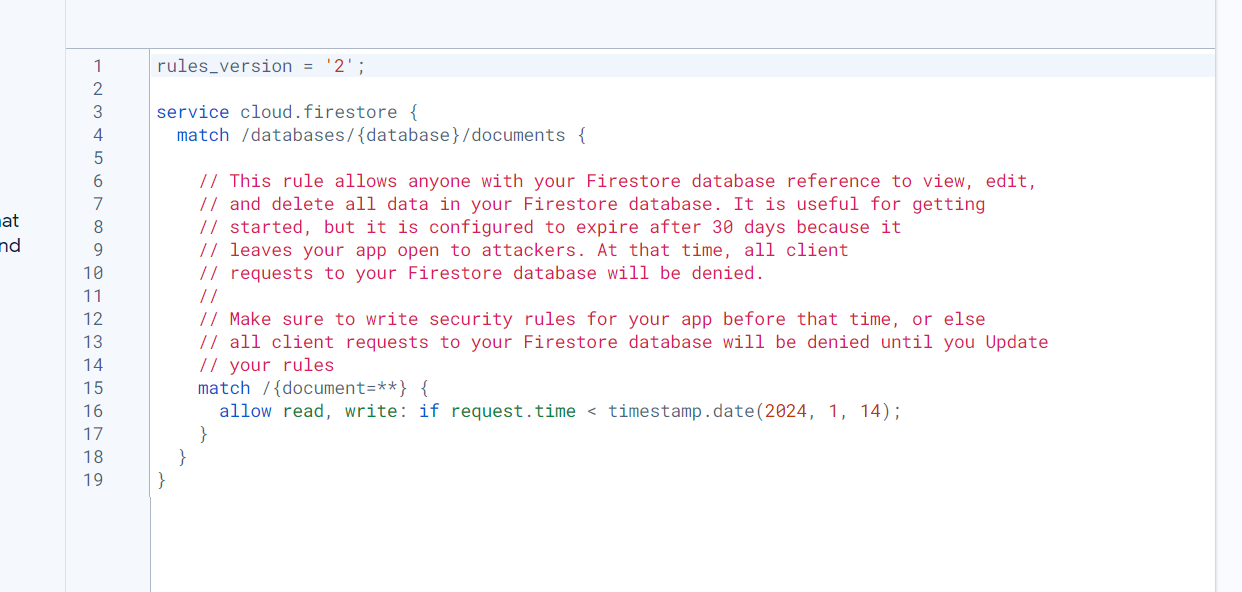 1 rules_version = '2';
2
3 service cloud.firestore {
4 match /databases/{database}/documents {
5
6 // This rule allows anyone with your Firestore database reference to view, edit,
7 // and delete all data in your Firestore database. It is useful for getting
8 // started, but it is configured to expire after 30 days because it
9 // leaves your app open to attackers. At that time, all client
10 // requests to your Firestore database will be denied.
11 //
12 // Make sure to write security rules for your app before that time, or else
13 // all client requests to your Firestore database will be denied until you Update
14 // your rules
15 match /{document=**} {
16 allow read, write: if request.time < timestamp.date(2024, 1, 14);
17 }
18 }
19 }